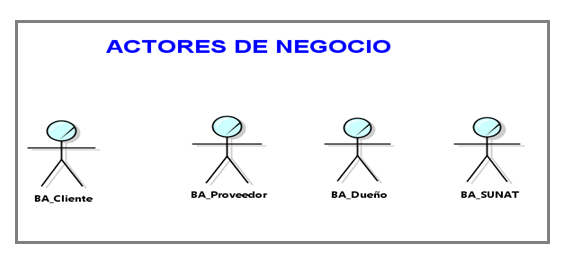 ACTORES DE NEGOCIO
BA_Cliente
BA_Proveedor
BA_Dueño
BA_SUNAT